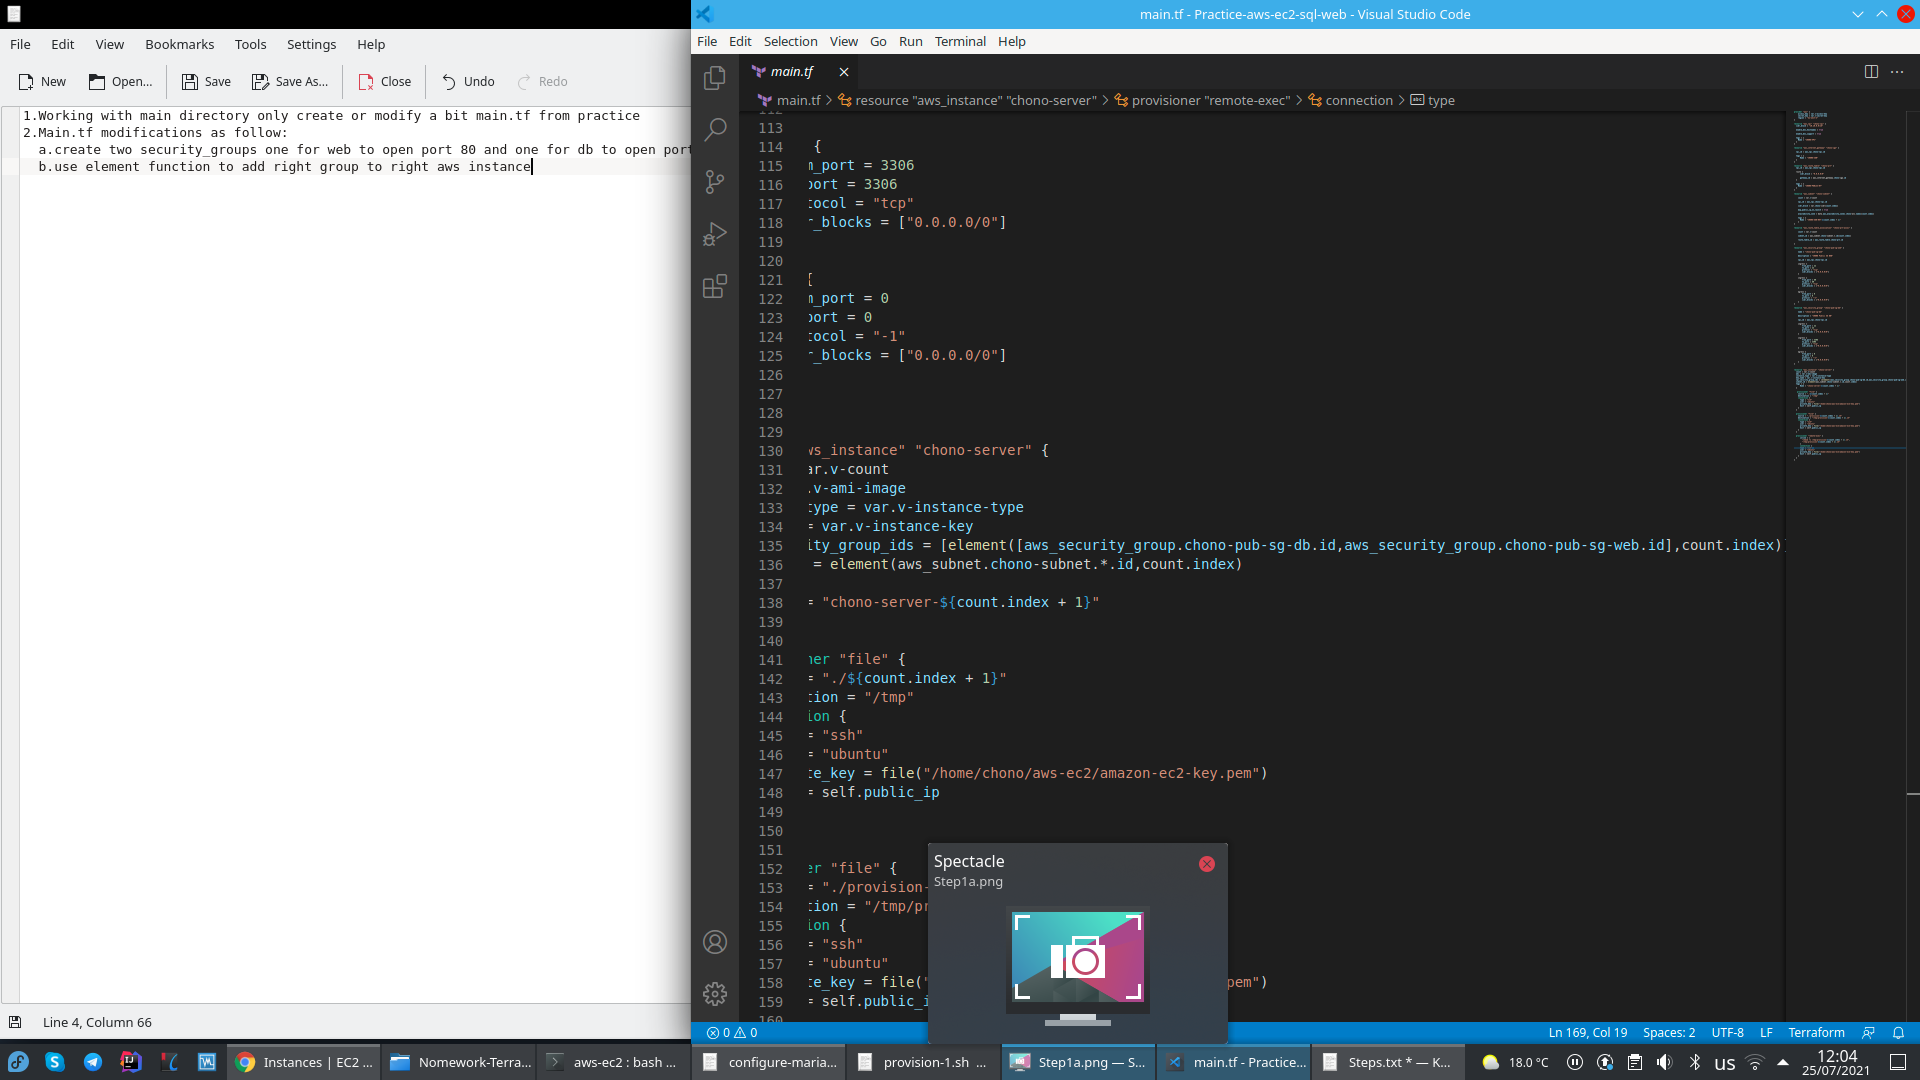 File Edit View Bookmarks Tools Settings Help
New Open... Save Save As... Close Undo Redo
1.Working with main directory only create or modify a bit main.tf from practice
2.Main.tf modifications as follow:
a.create two security_groups one for web to open port 80 and one for db to open port
b.use element function to add right group to right aws instance
Line 4, Column 66
main.tf - Practice-aws-ec2-sql-web - Visual Studio Code
File Edit Selection View Go Run Terminal Help
main.tf
main.tf > resource "aws_instance" "chono-server" > provisioner "remote-exec" > connection > type
113
114 {
115 m_port = 3306
116 port = 3306
117 tocol = "tcp"
118 r_blocks = ["0.0.0.0/0"]
119
120
121 {
122 m_port = 0
123 port = 0
124 tocol = "-1"
125 r_blocks = ["0.0.0.0/0"]
126
127
128
129
130 ws_instance" "chono-server" {
131 ar.v-count
132 .v-ami-image
133 type = var.v-instance-type
134 = var.v-instance-key
135 ity_group_ids = [element([aws_security_group.chono-pub-sg-db.id,aws_security_group.chono-pub-sg-web.id],count.index)]
136 = element(aws_subnet.chono-subnet.*.id,count.index)
137
138 = "chono-server-${count.index + 1}"
139
140
141 ner "file" {
142 = "./${count.index + 1}"
143 tion = "/tmp"
144 ion {
145 = "ssh"
146 = "ubuntu"
147 te_key = file("/home/chono/aws-ec2/amazon-ec2-key.pem")
148 = self.public_ip
149
150
151
152 er "file" {
153 = "./provision-
154 tion = "/tmp/pr
155 ion {
156 = "ssh"
157 = "ubuntu"
158 te_key = file(" pem")
159 = self.public_i
160
Spectacle
Step1a.png
0 0
Ln 169, Col 19 Spaces: 2 UTF-8 LF Terraform
Instances | EC2 ... Nomework-Terra... aws-ec2 : bash ... configure-maria... provision-1.sh ... Step1a.png — S... main.tf - Practice... Steps.txt * — K... 18.0 °C us 12:04
25/07/2021